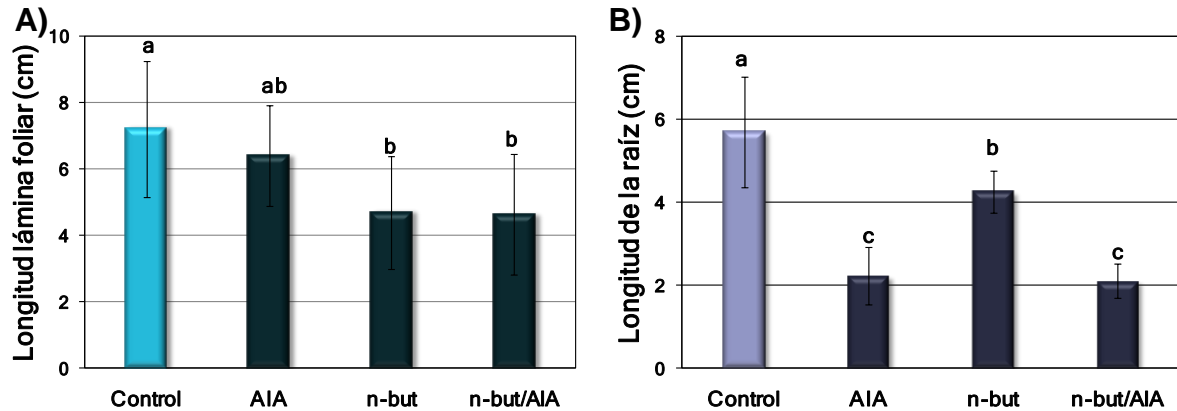 A)
Longitud lámina foliar (cm)
10
8
6
4
2
0
a
ab
b
b
Control
AIA
n-but
n-but/AIA
B)
Longitud de la raíz (cm)
8
6
4
2
0
a
c
b
c
Control
AIA
n-but
n-but/AIA